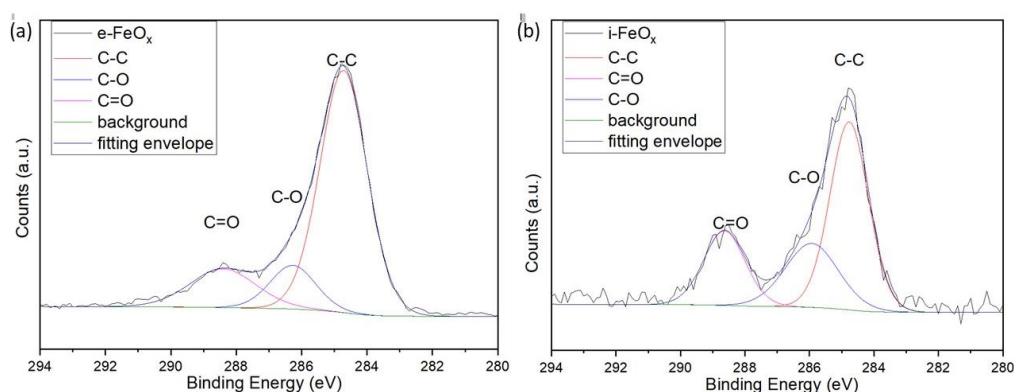 (a)
e-FeOx
C-C
C-O
C=O
background
fitting envelope
C-C
C-O
C=O
Counts (a.u.)
294 292 290 288 286 284 282 280
Binding Energy (eV)
(b)
i-FeOx
C-C
C=O
C-O
background
fitting envelope
C-C
C-O
C=O
Counts (a.u.)
294 292 290 288 286 284 282 280
Binding Energy (eV)